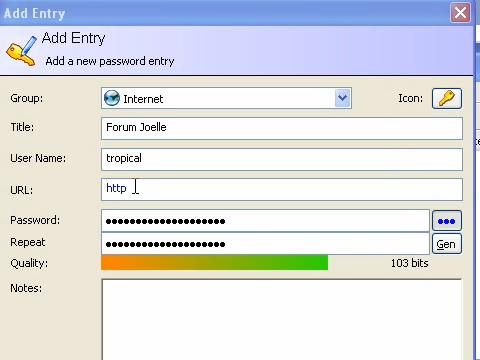 Add Entry
Add Entry
Add a new password entry
Group: Internet Icon:
Title: Forum Joelle
User Name: tropical
URL: http
Password: ●●●●●●●●●●●●●●●●●●●● ●●●
Repeat ●●●●●●●●●●●●●●●●●●●● Gen
Quality: 103 bits
Notes: